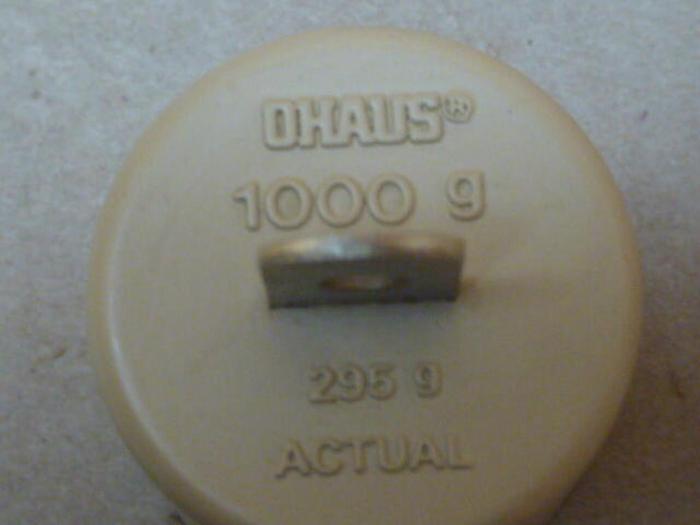 OHAUS®
1000 g
295 g
ACTUAL